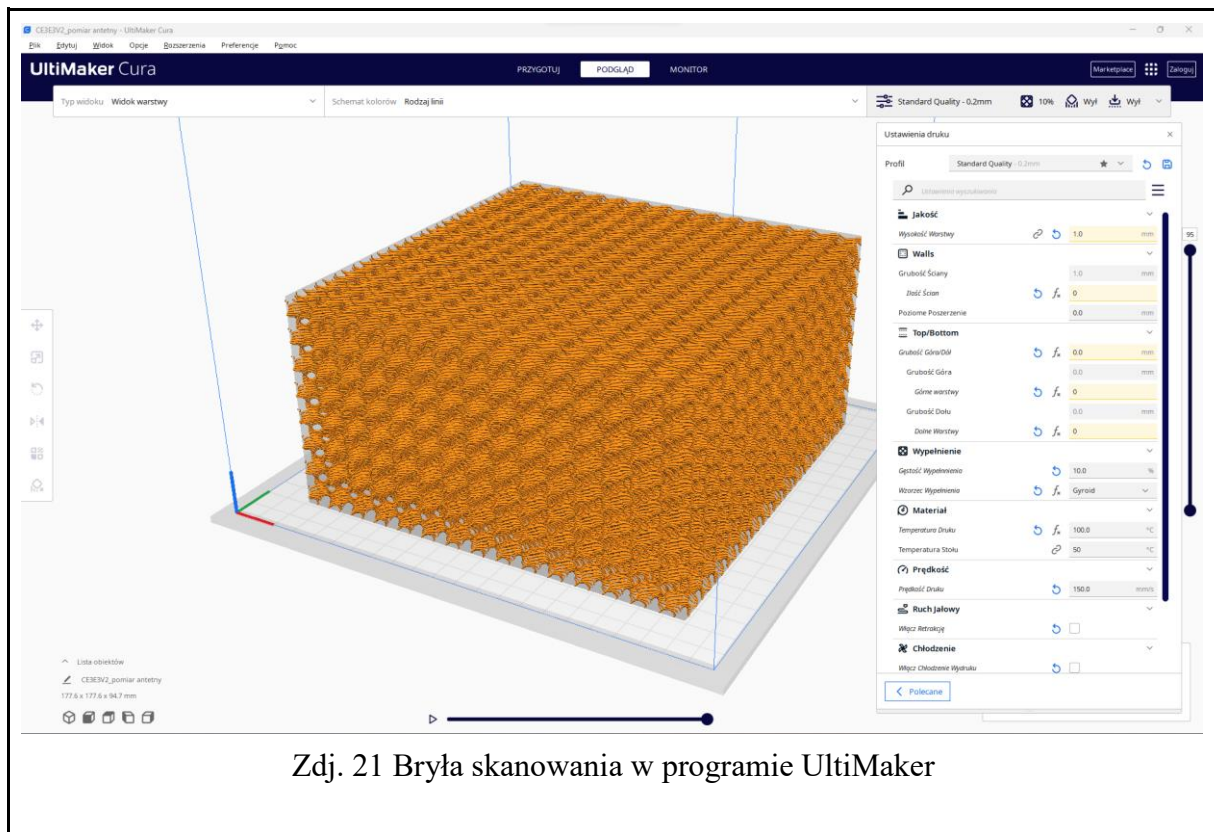 CE3E3V2_pomiar antetny - UltiMaker Cura
Plik Edytuj Widok Opcje Rozszerzenia Preferencje Pomoc
UltiMaker Cura PRZYGOTUJ PODGLĄD MONITOR Marketplace Zaloguj
Typ widoku Widok warstwy Schemat kolorów Rodzaj linii Standard Quality - 0.2mm 10% Wył Wył
Ustawienia druku
Profil Standard Quality - 0.2mm
Ustawienia wyszukiwania
Jakość
Wysokość Warstwy 1.0 mm
95
Walls
Grubość Ściany 1.0 mm
Ilość Ścian 0
Poziome Poszerzenie 0.0 mm
Top/Bottom
Grubość Góra/Dół 0.0 mm
Grubość Góra 0.0 mm
Górne warstwy 0
Grubość Dołu 0.0 mm
Dolne Warstwy 0
Wypełnienie
Gęstość Wypełnienia 10.0 %
Wzorzec Wypełnienia Gyroid
Materiał
Temperatura Druku 100.0 °C
Temperatura Stołu 50 °C
Prędkość
Prędkość Druku 150.0 mm/s
Ruch Jałowy
Włącz Retrakcję
Chłodzenie
Włącz Chłodzenie Wydruku
Polecane
Lista obiektów
CE3E3V2_pomiar antetny
177.6 x 177.6 x 94.7 mm
Zdj. 21 Bryła skanowania w programie UltiMaker